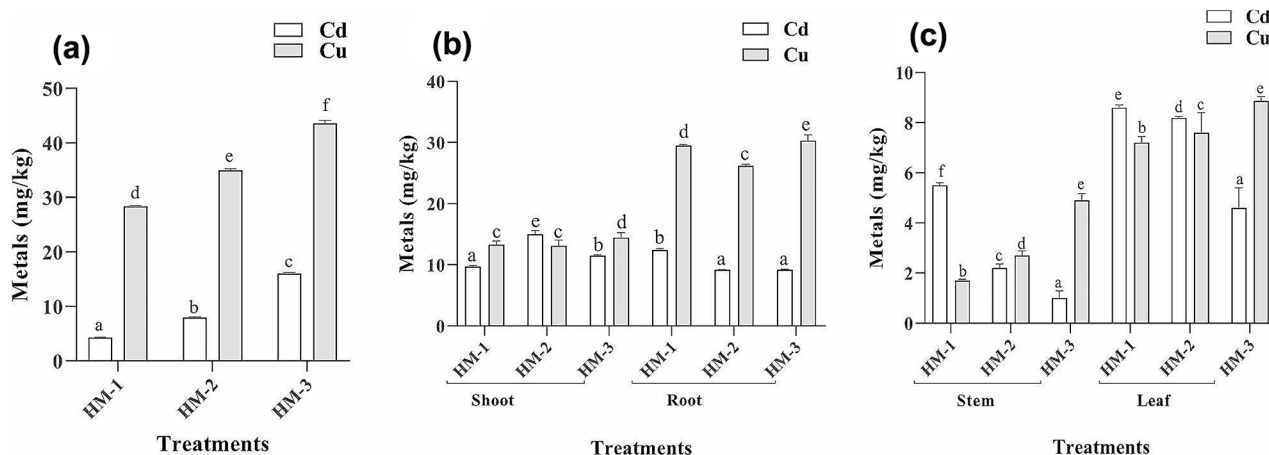 (a)
Cd
Cu
Metals (mg/kg)
50
40
30
20
10
0
a
d
b
e
c
f
HM-1
HM-2
HM-3
Treatments
(b)
Cd
Cu
Metals (mg/kg)
40
30
20
10
0
a
c
e
c
b
d
b
d
a
c
a
e
HM-1
HM-2
HM-3
HM-1
HM-2
HM-3
Shoot
Root
Treatments
(c)
Cd
Cu
Metals (mg/kg)
10
8
6
4
2
0
f
b
c
d
a
e
e
b
d
c
a
e
HM-1
HM-2
HM-3
HM-1
HM-2
HM-3
Stem
Leaf
Treatments